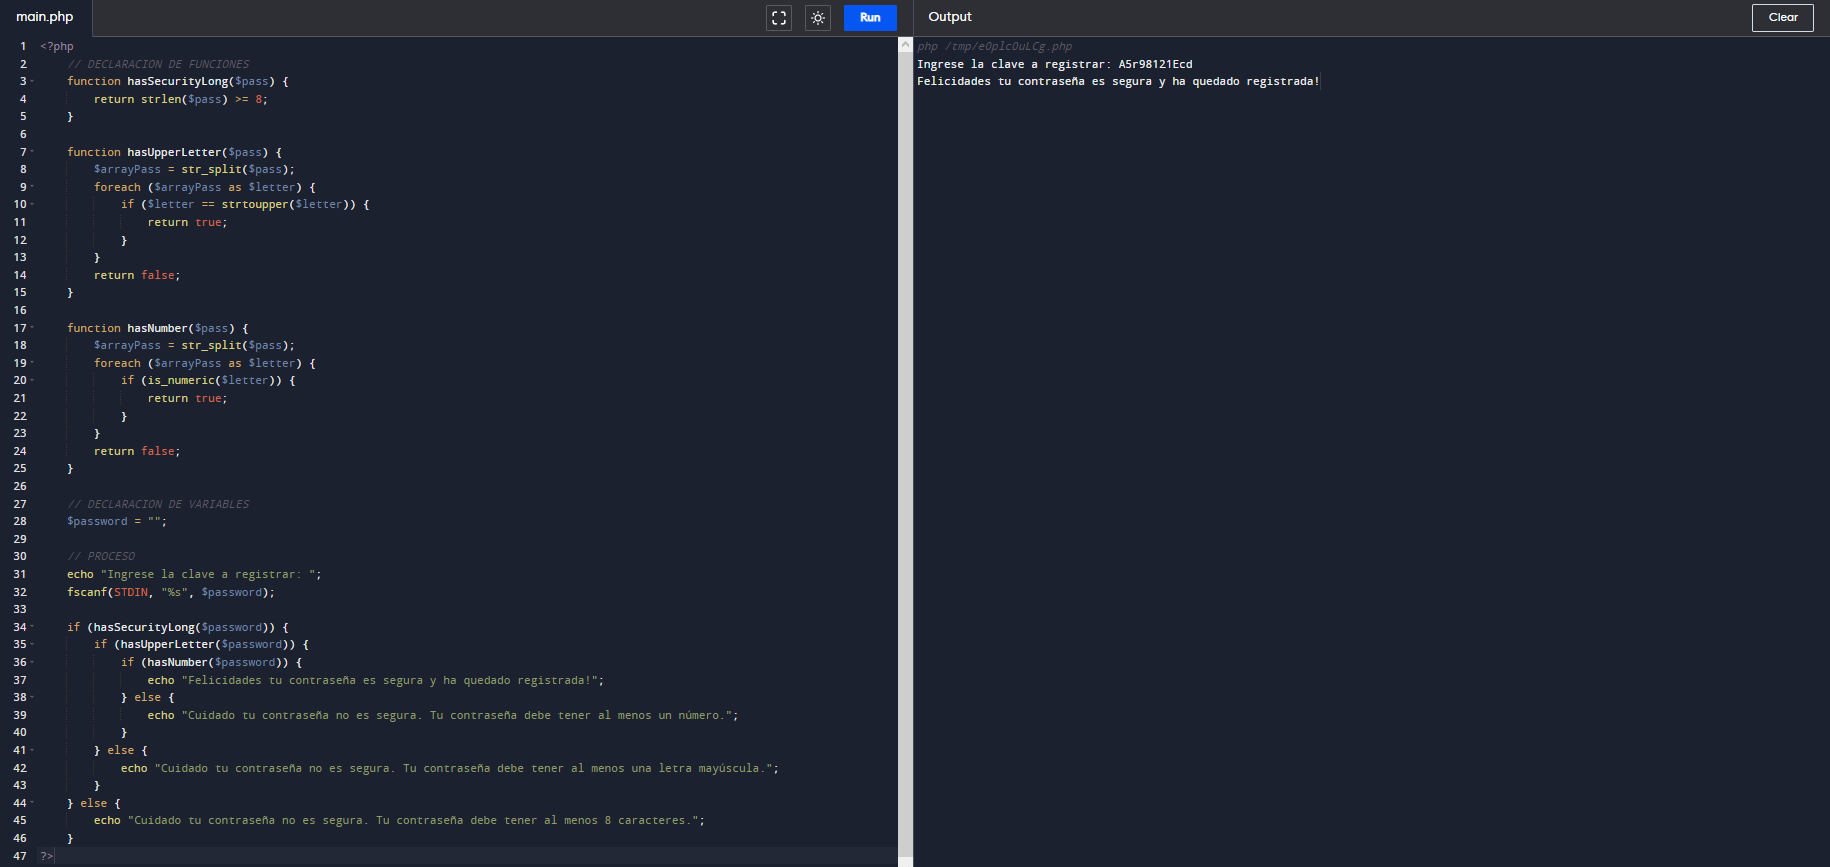 main.php
Run
Output
Clear
1 <?php
2 // DECLARACION DE FUNCIONES
3 function hasSecurityLong($pass) {
4 return strlen($pass) >= 8;
5 }
6
7 function hasUpperLetter($pass) {
8 $arrayPass = str_split($pass);
9 foreach ($arrayPass as $letter) {
10 if ($letter == strtoupper($letter)) {
11 return true;
12 }
13 }
14 return false;
15 }
16
17 function hasNumber($pass) {
18 $arrayPass = str_split($pass);
19 foreach ($arrayPass as $letter) {
20 if (is_numeric($letter)) {
21 return true;
22 }
23 }
24 return false;
25 }
26
27 // DECLARACION DE VARIABLES
28 $password = "";
29
30 // PROCESO
31 echo "Ingrese la clave a registrar: ";
32 fscanf(STDIN, "%s", $password);
33
34 if (hasSecurityLong($password)) {
35 if (hasUpperLetter($password)) {
36 if (hasNumber($password)) {
37 echo "Felicidades tu contraseña es segura y ha quedado registrada!";
38 } else {
39 echo "Cuidado tu contraseña no es segura. Tu contraseña debe tener al menos un número.";
40 }
41 } else {
42 echo "Cuidado tu contraseña no es segura. Tu contraseña debe tener al menos una letra mayúscula.";
43 }
44 } else {
45 echo "Cuidado tu contraseña no es segura. Tu contraseña debe tener al menos 8 caracteres.";
46 }
47 ?>
php /tmp/eOplcOuLCg.php
Ingrese la clave a registrar: A5r98121Ecd
Felicidades tu contraseña es segura y ha quedado registrada!